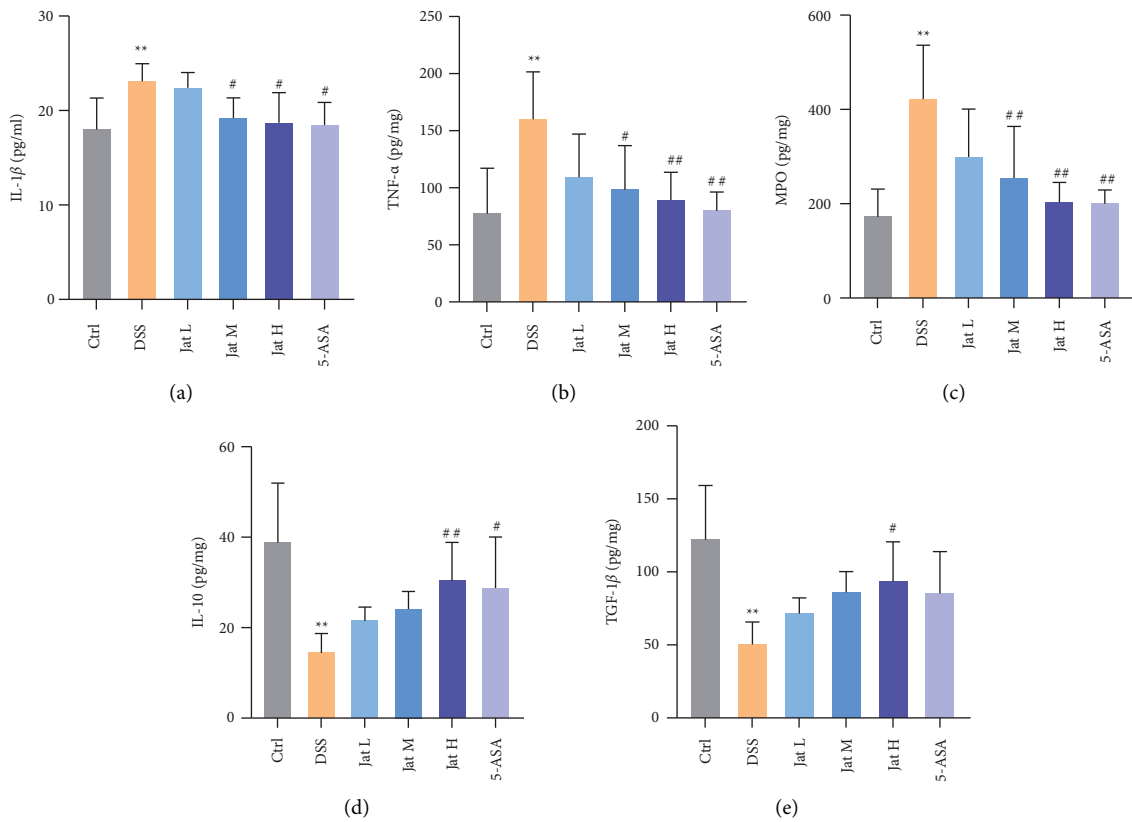 IL-1β (pg/ml)
30
20
10
0
**
#
#
#
Ctrl
DSS
Jat L
Jat M
Jat H
5-ASA
(a)
TNF-α (pg/mg)
250
200
150
100
50
0
**
#
##
# #
Ctrl
DSS
Jat L
Jat M
Jat H
5-ASA
(b)
MPO (pg/mg)
600
400
200
0
**
# #
##
##
Ctrl
DSS
Jat L
Jat M
Jat H
5-ASA
(c)
IL-10 (pg/mg)
60
40
20
0
**
# #
#
Ctrl
DSS
Jat L
Jat M
Jat H
5-ASA
(d)
TGF-1β (pg/mg)
200
150
100
50
0
**
#
Ctrl
DSS
Jat L
Jat M
Jat H
5-ASA
(e)